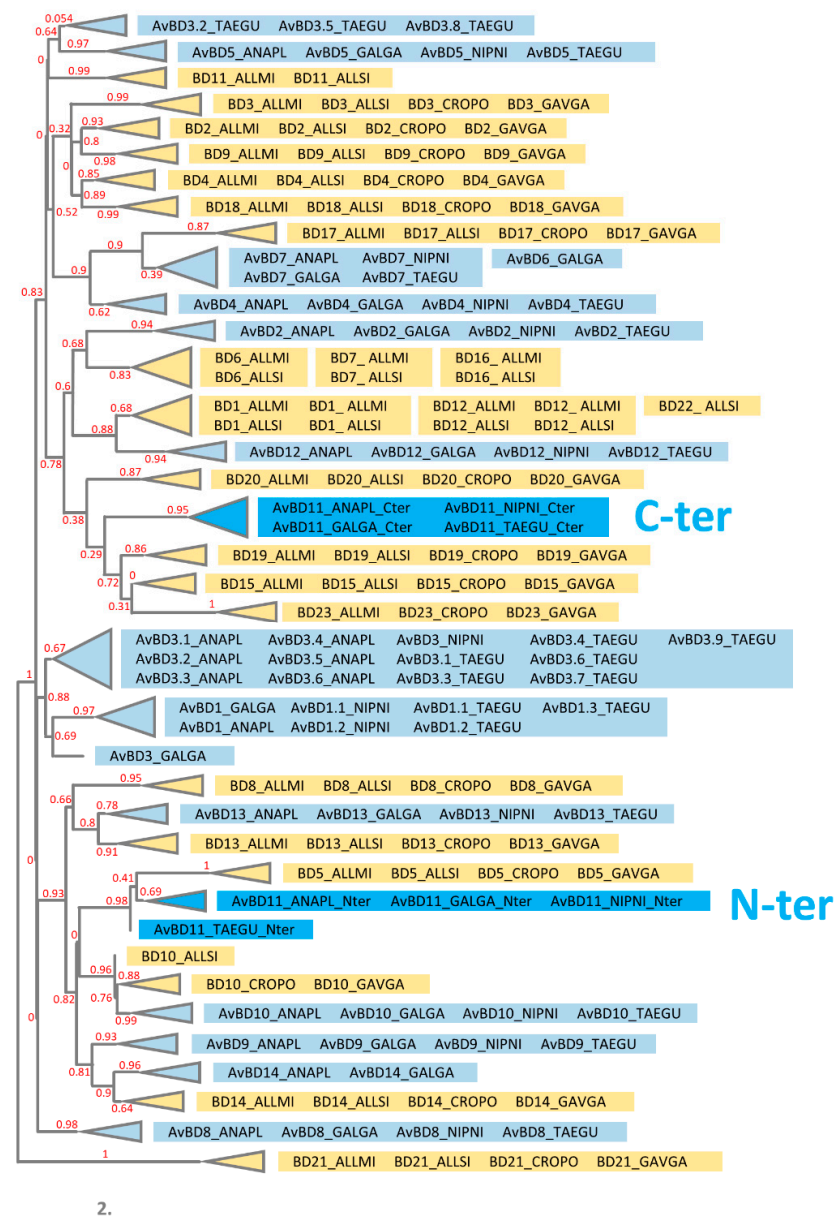 0.054
AvBD3.2_TAEGU AvBD3.5_TAEGU AvBD3.8_TAEGU
0.64
0.97
AvBD5_ANAPL AvBD5_GALGA AvBD5_NIPNI AvBD5_TAEGU
0
0.99
BD11_ALLMI BD11_ALLSI
0.99
BD3_ALLMI BD3_ALLSI BD3_CROPO BD3_GAVGA
0.93
BD2_ALLMI BD2_ALLSI BD2_CROPO BD2_GAVGA
0 0.32
0.8
0.98
BD9_ALLMI BD9_ALLSI BD9_CROPO BD9_GAVGA
0
0.85
BD4_ALLMI BD4_ALLSI BD4_CROPO BD4_GAVGA
0.89
0.99
BD18_ALLMI BD18_ALLSI BD18_CROPO BD18_GAVGA
0.52
0.87
BD17_ALLMI BD17_ALLSI BD17_CROPO BD17_GAVGA
0.9
AvBD7_ANAPL AvBD7_NIPNI AvBD6_GALGA
0.9
0.39
AvBD7_GALGA AvBD7_TAEGU
0.83
0.62
AvBD4_ANAPL AvBD4_GALGA AvBD4_NIPNI AvBD4_TAEGU
0.94
AvBD2_ANAPL AvBD2_GALGA AvBD2_NIPNI AvBD2_TAEGU
0.68
BD6_ALLMI BD7_ ALLMI BD16_ ALLMI
0.83
BD6_ALLSI BD7_ ALLSI BD16_ ALLSI
0.6
0.68
BD1_ALLMI BD1_ ALLMI BD12_ALLMI BD12_ ALLMI BD22_ ALLSI
0.88
BD1_ALLSI BD1_ ALLSI BD12_ALLSI BD12_ ALLSI
0.94
AvBD12_ANAPL AvBD12_GALGA AvBD12_NIPNI AvBD12_TAEGU
0.78
0.87
BD20_ALLMI BD20_ALLSI BD20_CROPO BD20_GAVGA
0.38
0.95
AvBD11_ANAPL_Cter AvBD11_NIPNI_Cter
AvBD11_GALGA_Cter AvBD11_TAEGU_Cter
C-ter
0.29
0.86
BD19_ALLMI BD19_ALLSI BD19_CROPO BD19_GAVGA
0.72
0
BD15_ALLMI BD15_ALLSI BD15_CROPO BD15_GAVGA
0.31
1
BD23_ALLMI BD23_CROPO BD23_GAVGA
0.67
AvBD3.1_ANAPL AvBD3.4_ANAPL AvBD3_NIPNI AvBD3.4_TAEGU AvBD3.9_TAEGU
AvBD3.2_ANAPL AvBD3.5_ANAPL AvBD3.1_TAEGU AvBD3.6_TAEGU
AvBD3.3_ANAPL AvBD3.6_ANAPL AvBD3.3_TAEGU AvBD3.7_TAEGU
1
0.88
0.97
AvBD1_GALGA AvBD1.1_NIPNI AvBD1.1_TAEGU AvBD1.3_TAEGU
AvBD1_ANAPL AvBD1.2_NIPNI AvBD1.2_TAEGU
0.69
AvBD3_GALGA
0.95
BD8_ALLMI BD8_ALLSI BD8_CROPO BD8_GAVGA
0.66
0.78
AvBD13_ANAPL AvBD13_GALGA AvBD13_NIPNI AvBD13_TAEGU
0.8
0.91
BD13_ALLMI BD13_ALLSI BD13_CROPO BD13_GAVGA
0
1
BD5_ALLMI BD5_ALLSI BD5_CROPO BD5_GAVGA
0.41
0.93
0.69
AvBD11_ANAPL_Nter AvBD11_GALGA_Nter AvBD11_NIPNI_Nter
N-ter
0.98
AvBD11_TAEGU_Nter
0
BD10_ALLSI
0.96
0.88
BD10_CROPO BD10_GAVGA
0.82
0.76
0.99
AvBD10_ANAPL AvBD10_GALGA AvBD10_NIPNI AvBD10_TAEGU
0
0.93
AvBD9_ANAPL AvBD9_GALGA AvBD9_NIPNI AvBD9_TAEGU
0.81
0.96
AvBD14_ANAPL AvBD14_GALGA
0.9
0.64
BD14_ALLMI BD14_ALLSI BD14_CROPO BD14_GAVGA
0.98
AvBD8_ANAPL AvBD8_GALGA AvBD8_NIPNI AvBD8_TAEGU
1
BD21_ALLMI BD21_ALLSI BD21_CROPO BD21_GAVGA
2.